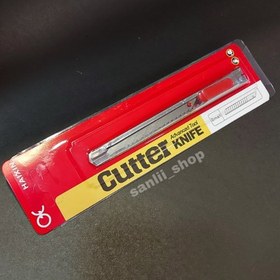 Cutter
Advanced Tool
KNIFE
sanlii_shop